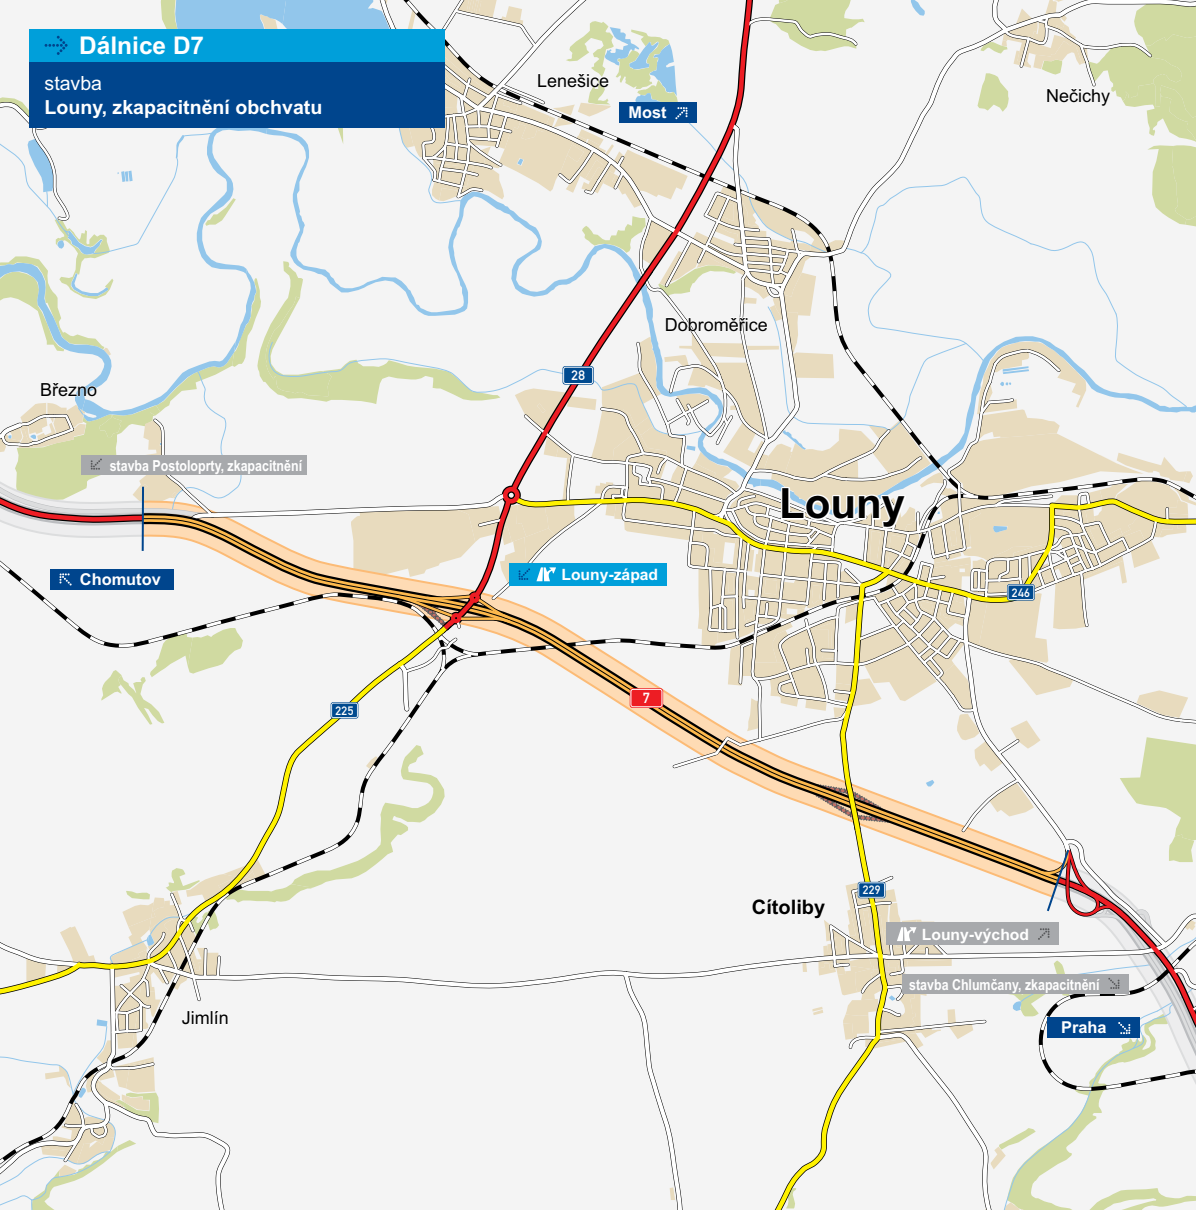 Dálnice D7
stavba
Louny, zkapacitnění obchvatu
Lenešice
Most
Nečichy
Dobroměřice
28
Březno
stavba Postoloprty, zkapacitnění
Louny
Chomutov
Louny-západ
246
7
225
229
Cítoliby
Louny-východ
stavba Chlumčany, zkapacitnění
Jimlín
Praha